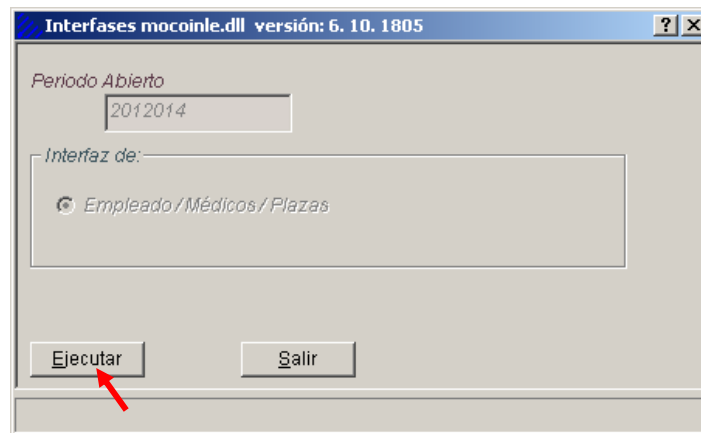 Interfases mocoinle.dll versión: 6. 10. 1805
Periodo Abierto
2012014
Interfaz de:
Empleado / Médicos / Plazas
Ejecutar Salir